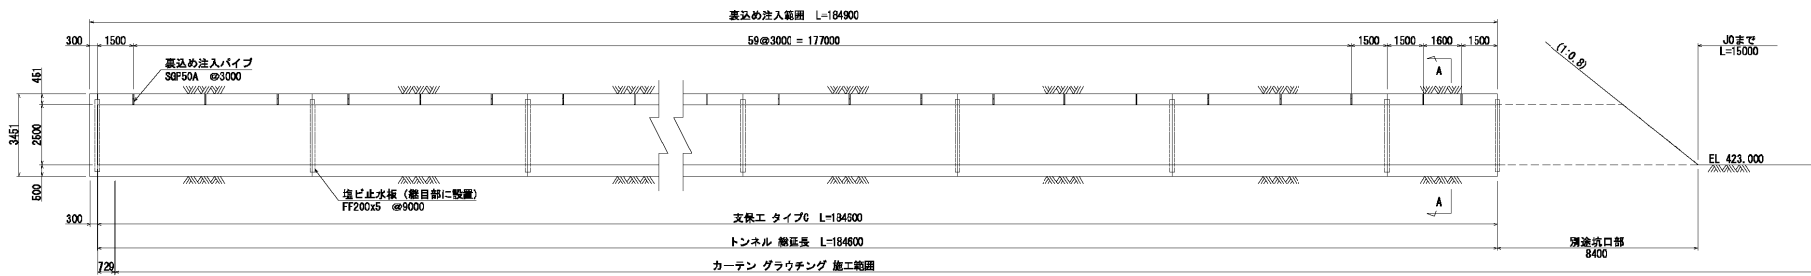 裏込め注入範囲 L=184900
300
1500
59@3000 = 177000
1500
1500
1600
1500
J0まで
L=15000
裏込め注入パイプ
SGP50A @3000
A
(1:0.8)
451
3451
2500
500
EL 423.000
塩ビ止水板 (継目部に設置)
FF200x5 @9000
A
300
支保工 タイプC L=184600
トンネル 総延長 L=184600
別途坑口部
8400
729
カーテン グラウチング 施工範囲